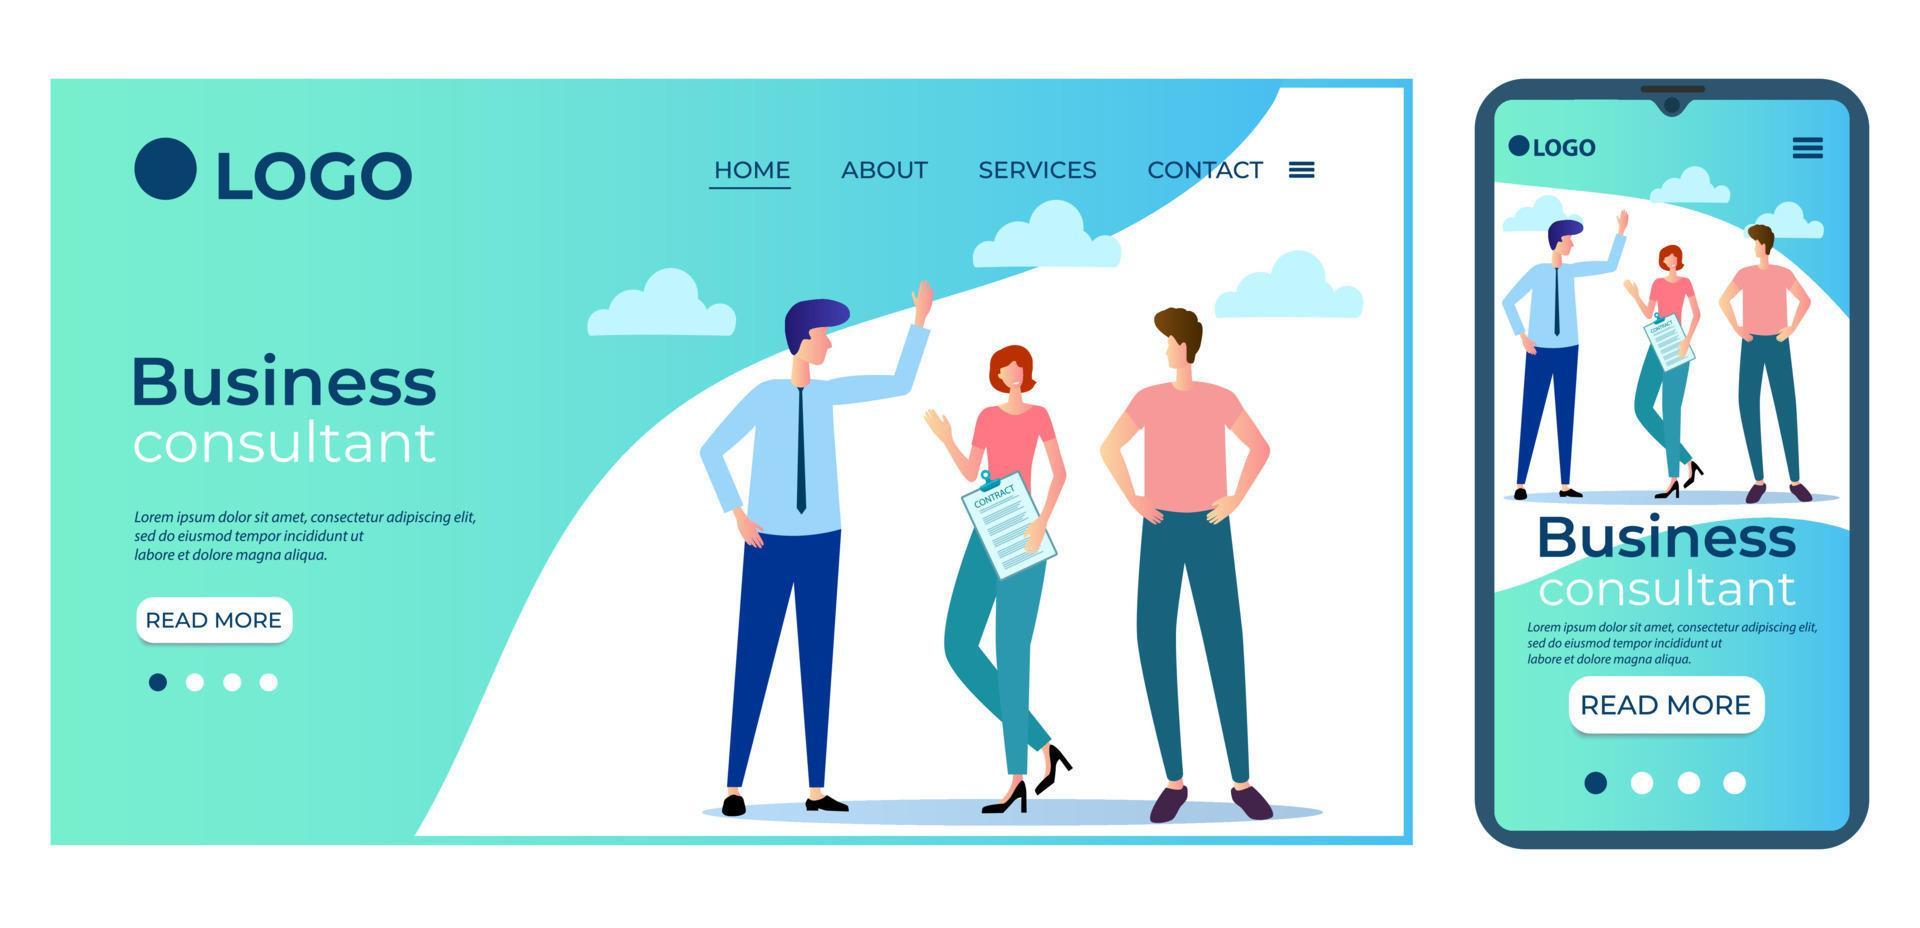 LOGO
HOME ABOUT SERVICES CONTACT
Business
consultant
Lorem ipsum dolor sit amet, consectetur adipiscing elit,
sed do eiusmod tempor incididunt ut
labore et dolore magna aliqua.
READ MORE
CONTRACT
LOGO
CONTRACT
Business
consultant
Lorem ipsum dolor sit amet, consectetur adipiscing elit,
sed do eiusmod tempor incididunt ut
labore et dolore magna aliqua.
READ MORE